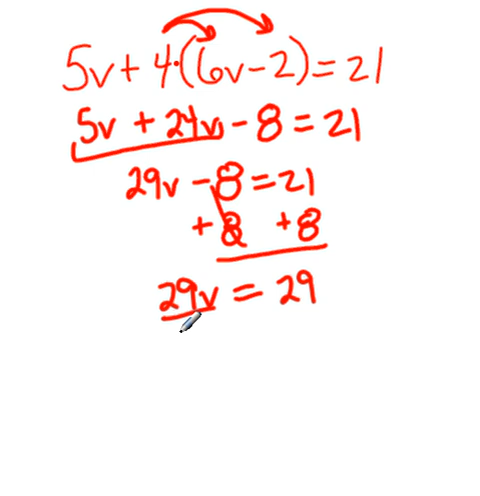 5v + 4·(6v - 2) = 21
5v + 24v - 8 = 21
29v - 8 = 21
+ 8 + 8
29v = 29